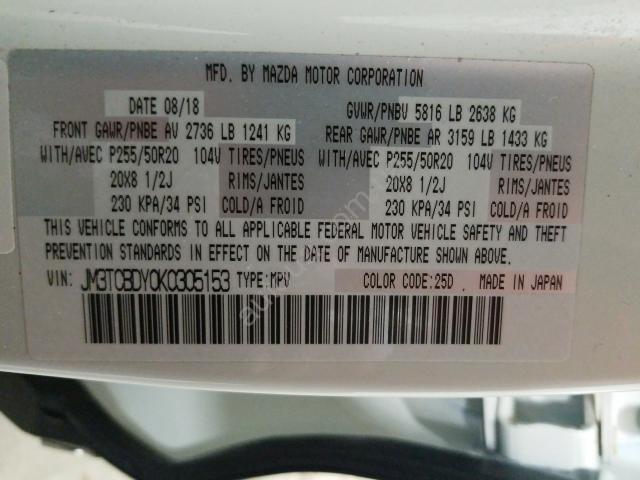 MFD. BY MAZDA MOTOR CORPORATION
DATE 08/18 GVWR/PNBV 5816 LB 2638 KG
FRONT GAWR/PNBE AV 2736 LB 1241 KG REAR GAWR/PNBE AR 3159 LB 1433 KG
WITH/AVEC P255/50R20 104V TIRES/PNEUS WITH/AVEC P255/50R20 104V TIRES/PNEUS
20X8 1/2J RIMS/JANTES 20X8 1/2J RIMS/JANTES
230 KPA/34 PSI COLD/A FROID 230 KPA/34 PSI COLD/A FROID
THIS VEHICLE CONFORMS TO ALL APPLICABLE FEDERAL MOTOR VEHICLE SAFETY AND THEFT
PREVENTION STANDARDS IN EFFECT ON THE DATE OF MANUFACTURE SHOWN ABOVE.
VIN: JM3TCBDY0K0305153 TYPE:MPV COLOR CODE:25D . MADE IN JAPAN